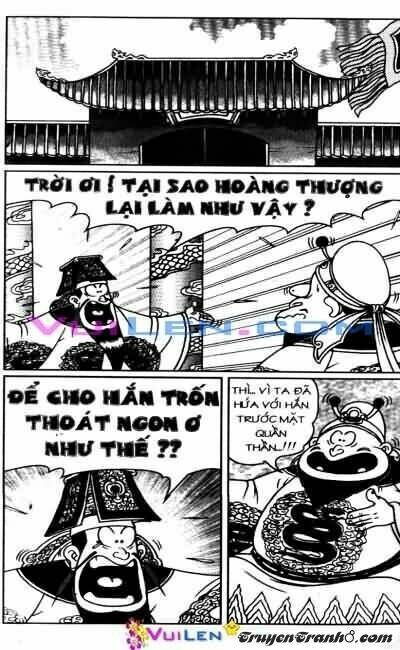 TRỜI ƠI! TẠI SAO HOÀNG THƯỢNG
LẠI LÀM NHƯ VẬY?
VUILEN.COM
ĐỂ CHO HẮN TRỐN
THOÁT NGON Ơ
NHƯ THẾ??
THÌ... VÌ TA ĐÃ
HỨA VỚI HẮN
TRƯỚC MẶT
QUẦN
THẦN...!!!
VUILEN
TruyenTranh8.com